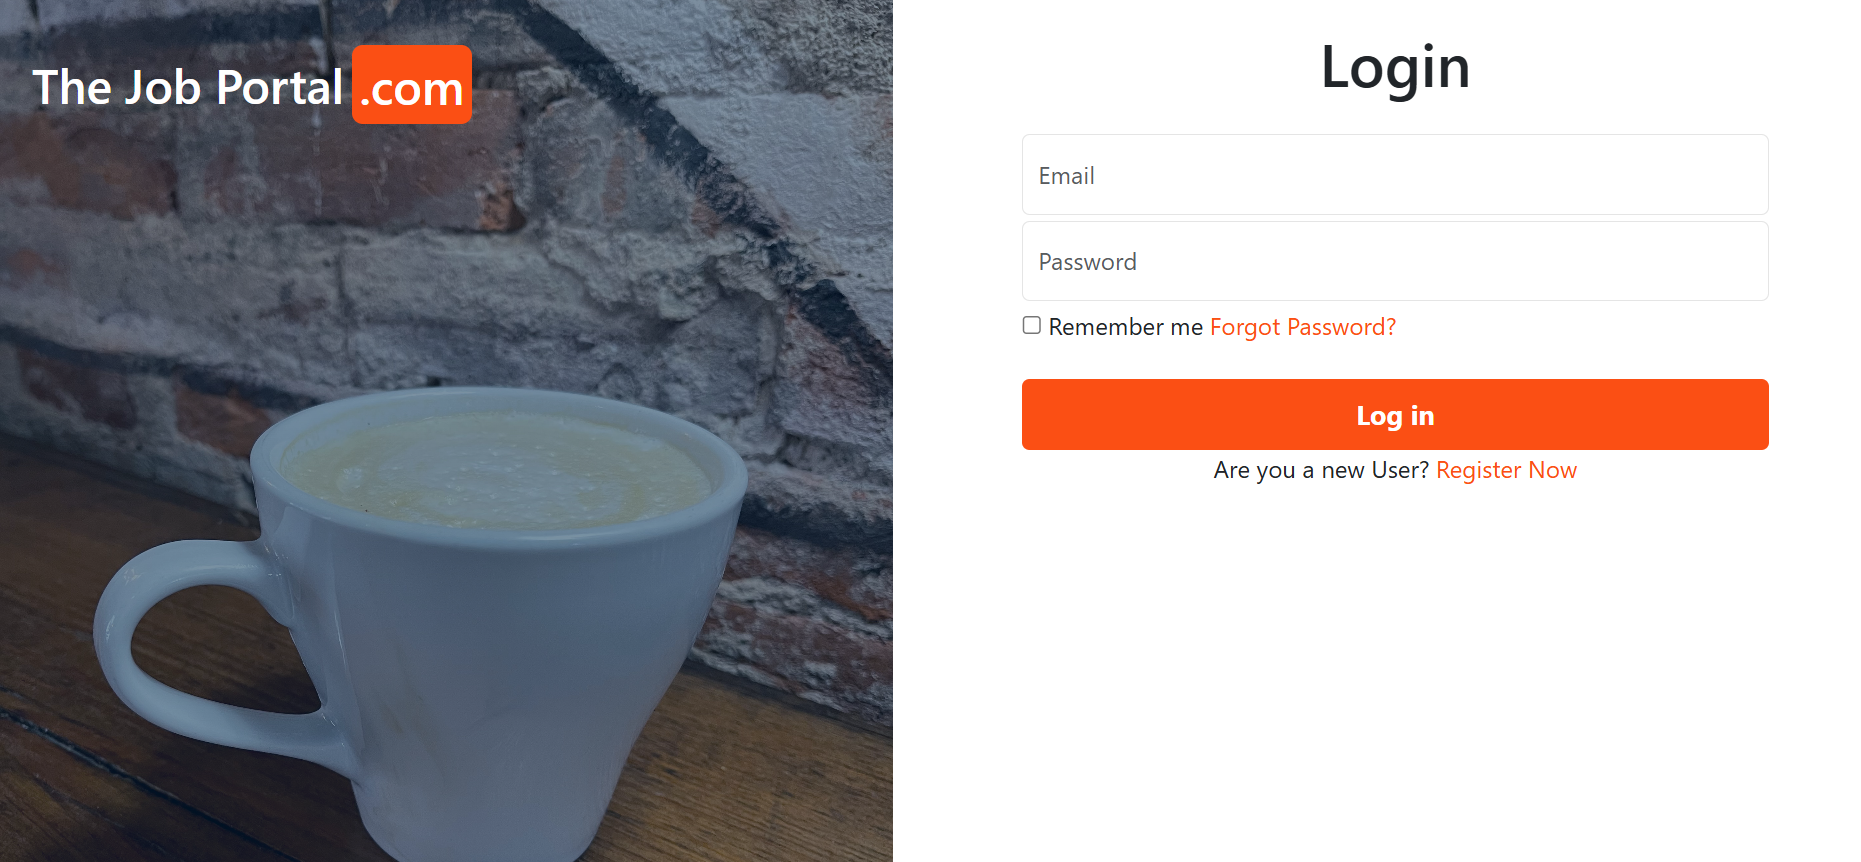 The Job Portal .com
Login
Email
Password
Remember me Forgot Password?
Log in
Are you a new User? Register Now